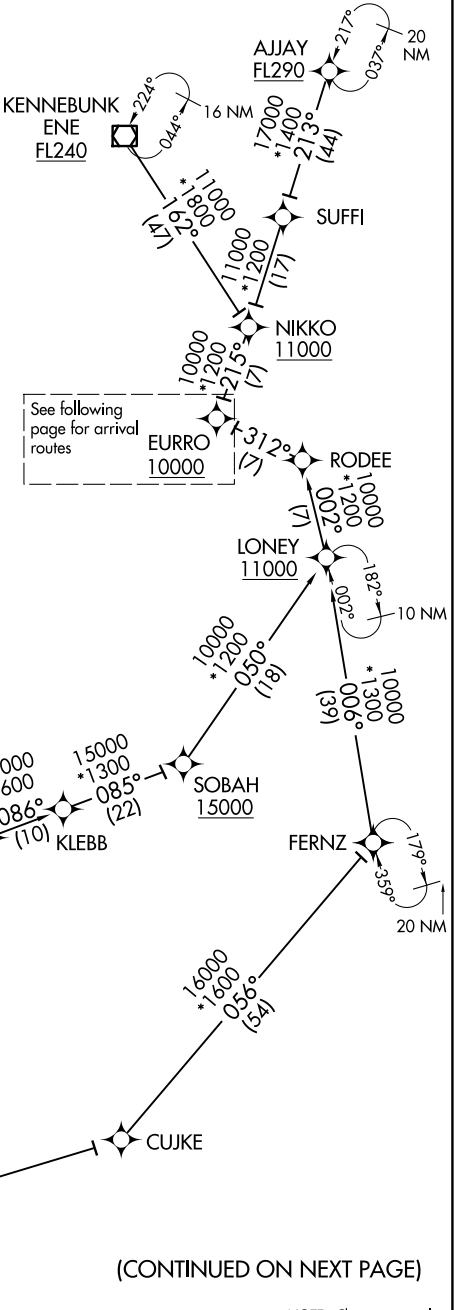 217°
037°
20
NM
AJJAY
FL290
KENNEBUNK
ENE
FL240
224°
044°
16 NM
17000
*1400
213°
(44)
11000
*1800
162°
(47)
SUFFI
11000
*1200
(17)
NIKKO
11000
10000
*1200
215°
(7)
See following
page for arrival
routes
EURRO
10000
312°
(7)
RODEE
10000
*1200
002°
(7)
LONEY
11000
182°
002°
10 NM
10000
*1200
050°
(18)
10000
*1300
006°
(39)
000
600
086°
(10)
15000
*1300
085°
(22)
KLEBB
SOBAH
15000
FERNZ
179°
359°
20 NM
16000
*1600
056°
(54)
CUJKE
(CONTINUED ON NEXT PAGE)